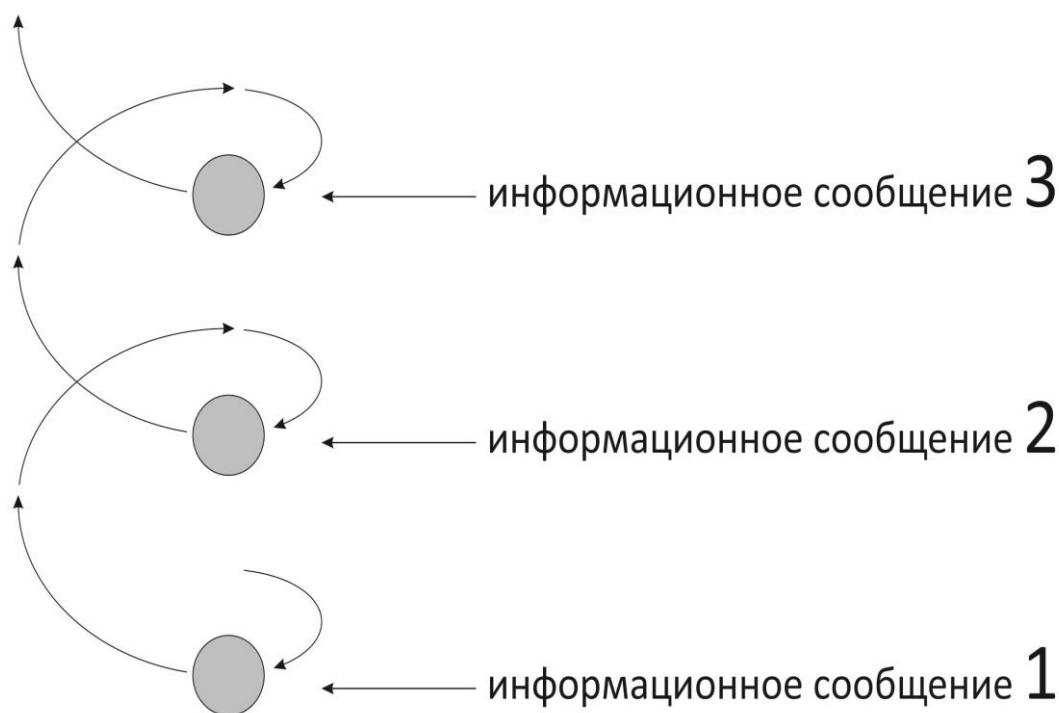 информационное сообщение 3
информационное сообщение 2
информационное сообщение 1